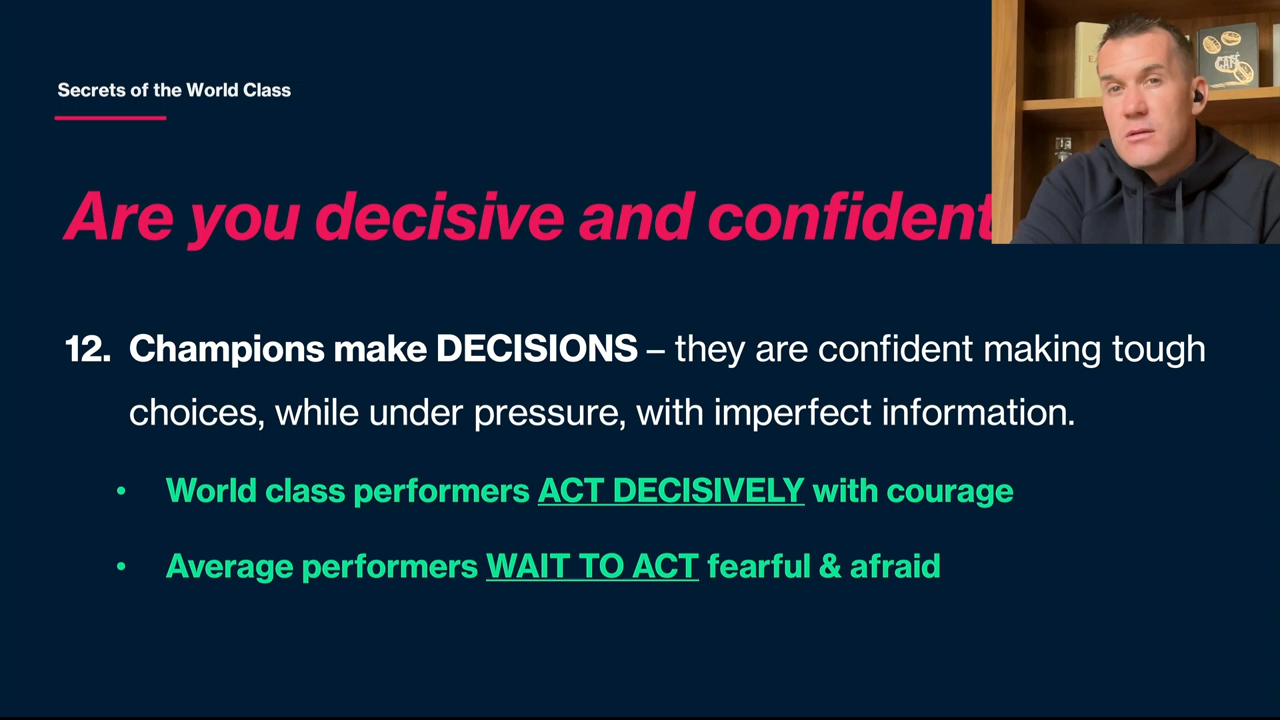 Secrets of the World Class
Are you decisive and confident
12. Champions make DECISIONS – they are confident making tough
choices, while under pressure, with imperfect information.
• World class performers ACT DECISIVELY with courage
• Average performers WAIT TO ACT fearful & afraid
CAFÉ